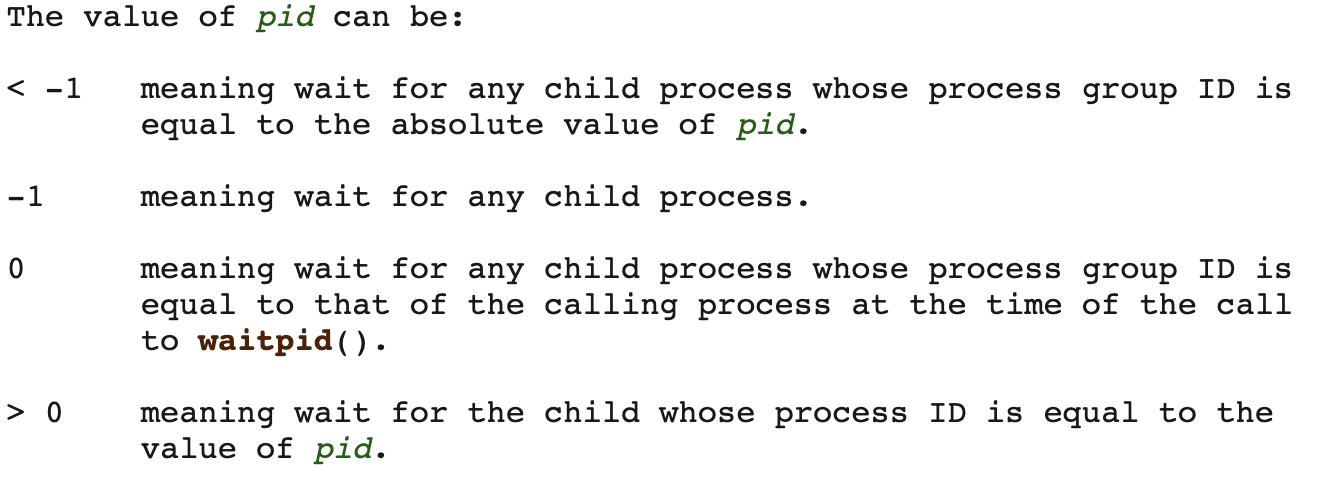 The value of pid can be:
< -1 meaning wait for any child process whose process group ID is
equal to the absolute value of pid.
-1 meaning wait for any child process.
0 meaning wait for any child process whose process group ID is
equal to that of the calling process at the time of the call
to waitpid().
> 0 meaning wait for the child whose process ID is equal to the
value of pid.